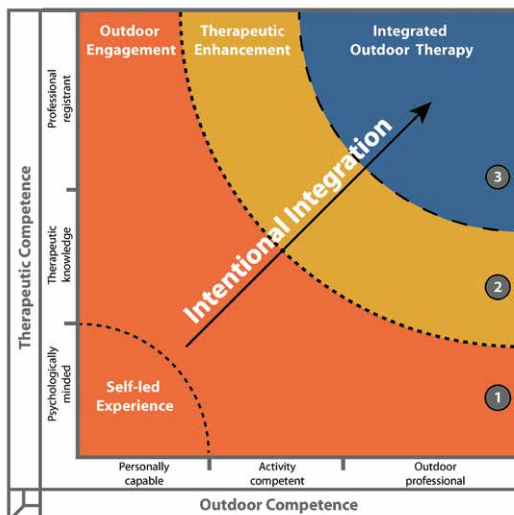 Outdoor
Engagement
Therapeutic
Enhancement
Integrated
Outdoor Therapy
Professional
registrant
Therapeutic Competence
Therapeutic
knowledge
Psychologically
minded
Intentional Integration
3
2
1
Self-led
Experience
Personally
capable
Activity
competent
Outdoor
professional
Outdoor Competence